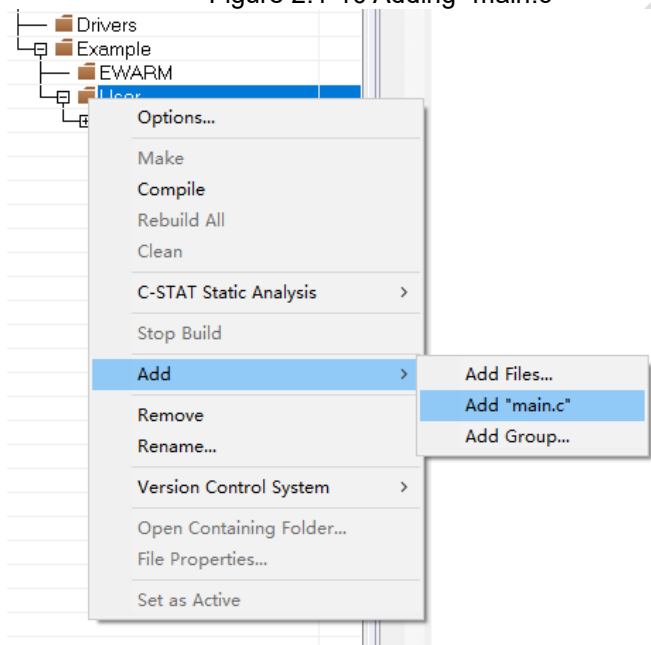 Drivers
Example
EWARM
User
Options...
Make
Compile
Rebuild All
Clean
C-STAT Static Analysis
Stop Build
Add
Add Files...
Add "main.c"
Add Group...
Remove
Rename...
Version Control System
Open Containing Folder...
File Properties...
Set as Active